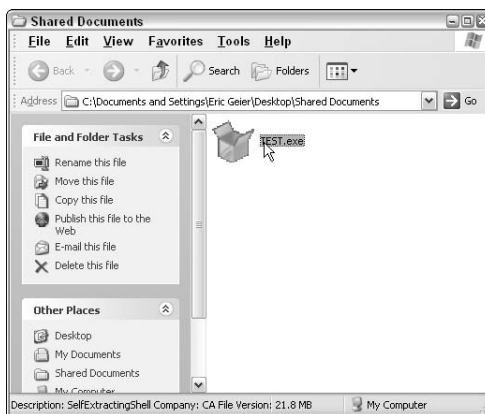 Shared Documents
File Edit View Favorites Tools Help
Back Search Folders
Address C:\Documents and Settings\Eric Geier\Desktop\Shared Documents Go
File and Folder Tasks
Rename this file
Move this file
Copy this file
Publish this file to the
Web
E-mail this file
Delete this file
TEST.exe
Other Places
Desktop
My Documents
Shared Documents
My Computer
Description: SelfExtractingShell Company: CA File Version: 21.8 MB My Computer